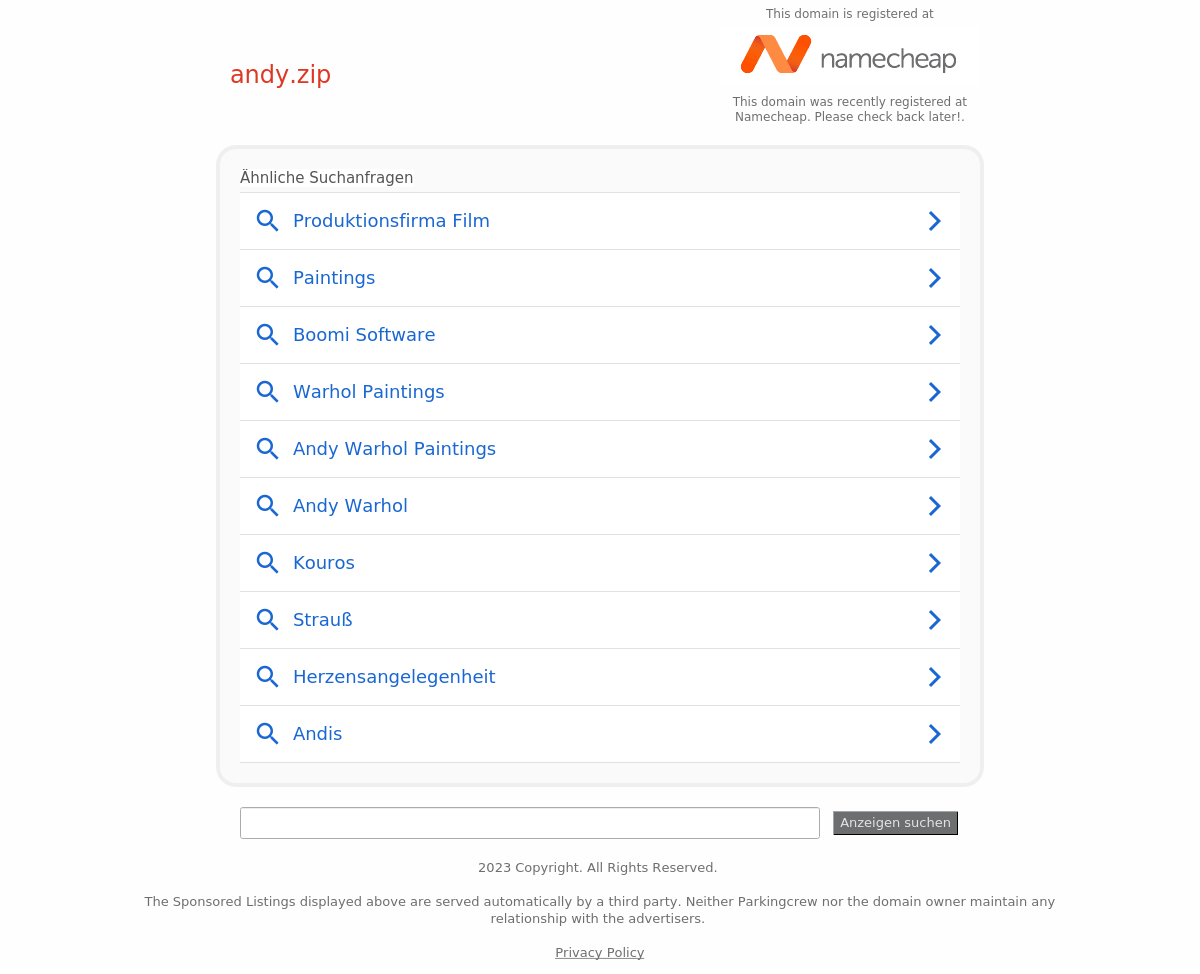 This domain is registered at
namecheap
andy.zip
This domain was recently registered at
Namecheap. Please check back later!.
Ähnliche Suchanfragen
Produktionsfirma Film
Paintings
Boomi Software
Warhol Paintings
Andy Warhol Paintings
Andy Warhol
Kouros
Strauß
Herzensangelegenheit
Andis
Anzeigen suchen
2023 Copyright. All Rights Reserved.
The Sponsored Listings displayed above are served automatically by a third party. Neither Parkingcrew nor the domain owner maintain any
relationship with the advertisers.
Privacy Policy